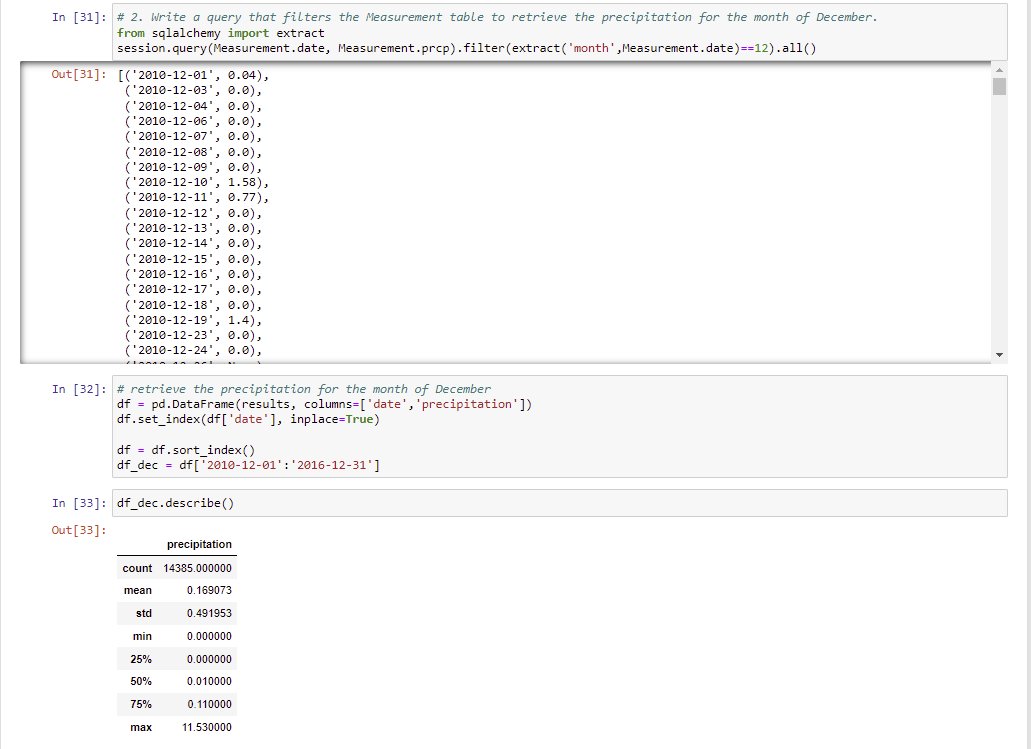 In [31]: # 2. Write a query that filters the Measurement table to retrieve the precipitation for the month of December.
from sqlalchemy import extract
session.query(Measurement.date, Measurement.prcp).filter(extract('month',Measurement.date)==12).all()
Out[31]: [('2010-12-01', 0.04),
('2010-12-03', 0.0),
('2010-12-04', 0.0),
('2010-12-06', 0.0),
('2010-12-07', 0.0),
('2010-12-08', 0.0),
('2010-12-09', 0.0),
('2010-12-10', 1.58),
('2010-12-11', 0.77),
('2010-12-12', 0.0),
('2010-12-13', 0.0),
('2010-12-14', 0.0),
('2010-12-15', 0.0),
('2010-12-16', 0.0),
('2010-12-17', 0.0),
('2010-12-18', 0.0),
('2010-12-19', 1.4),
('2010-12-23', 0.0),
('2010-12-24', 0.0),
In [32]: # retrieve the precipitation for the month of December
df = pd.DataFrame(results, columns=['date','precipitation'])
df.set_index(df['date'], inplace=True)
df = df.sort_index()
df_dec = df['2010-12-01':'2016-12-31']
In [33]: df_dec.describe()
Out[33]:
precipitation
count 14385.000000
mean 0.169073
std 0.491953
min 0.000000
25% 0.000000
50% 0.010000
75% 0.110000
max 11.530000